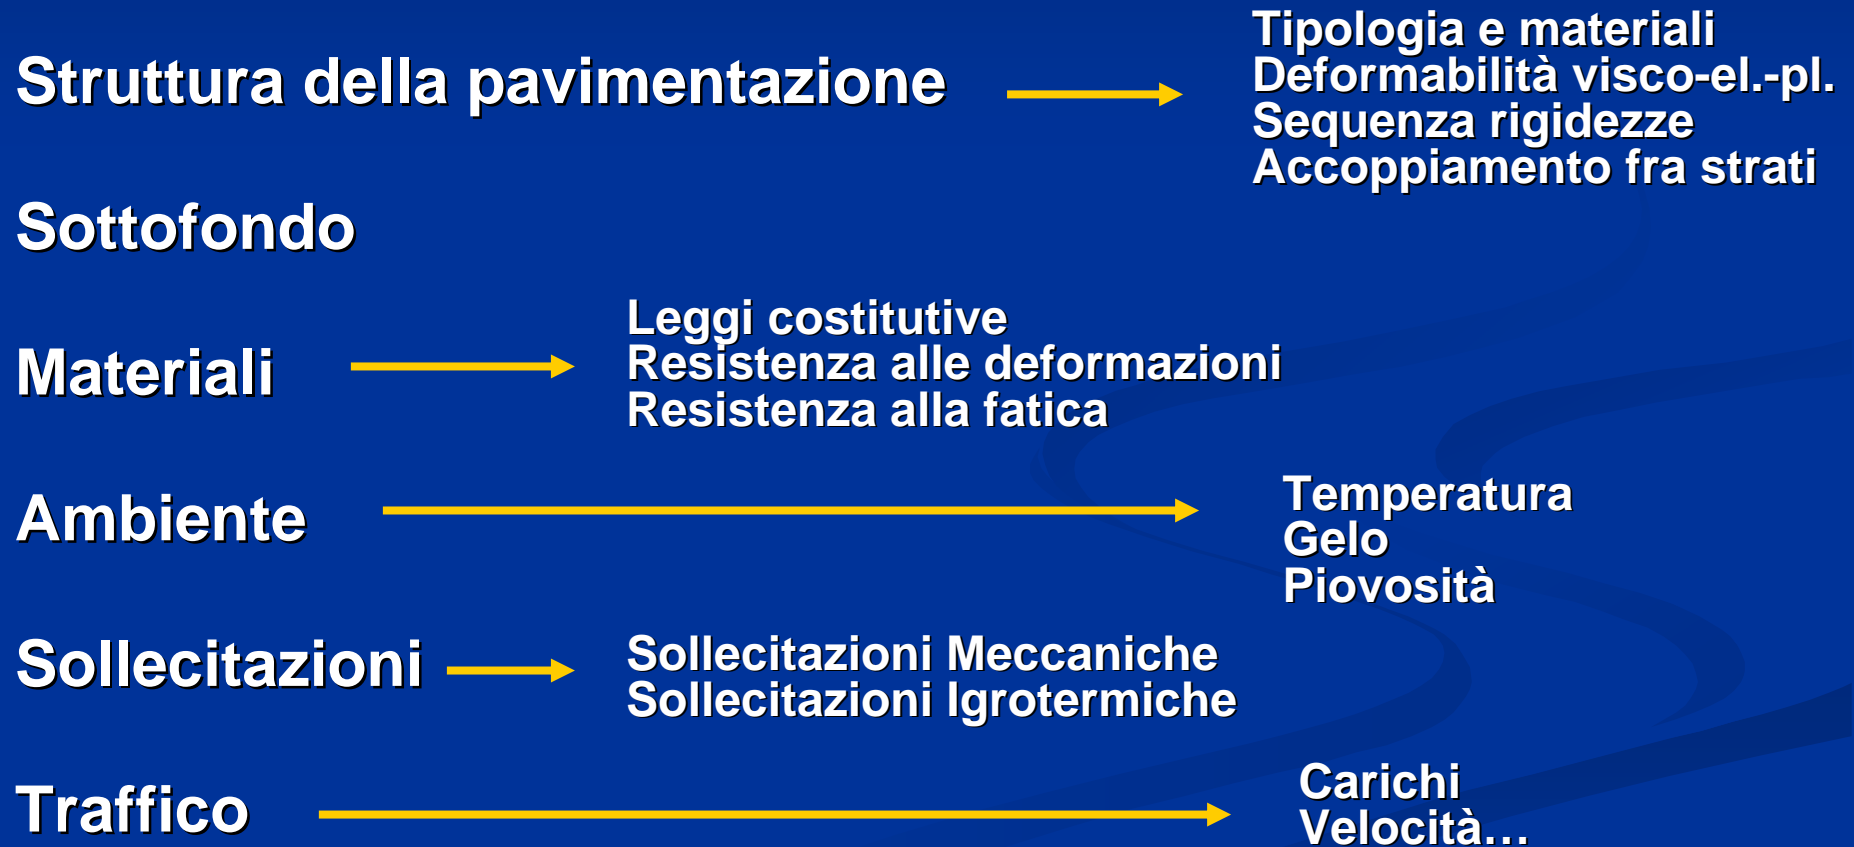 Struttura della pavimentazione
Tipologia e materiali
Deformabilità visco-el.-pl.
Sequenza rigidezze
Accoppiamento fra strati
Sottofondo
Materiali
Leggi costitutive
Resistenza alle deformazioni
Resistenza alla fatica
Ambiente
Temperatura
Gelo
Piovosità
Sollecitazioni
Sollecitazioni Meccaniche
Sollecitazioni Igrotermiche
Traffico
Carichi
Velocità…